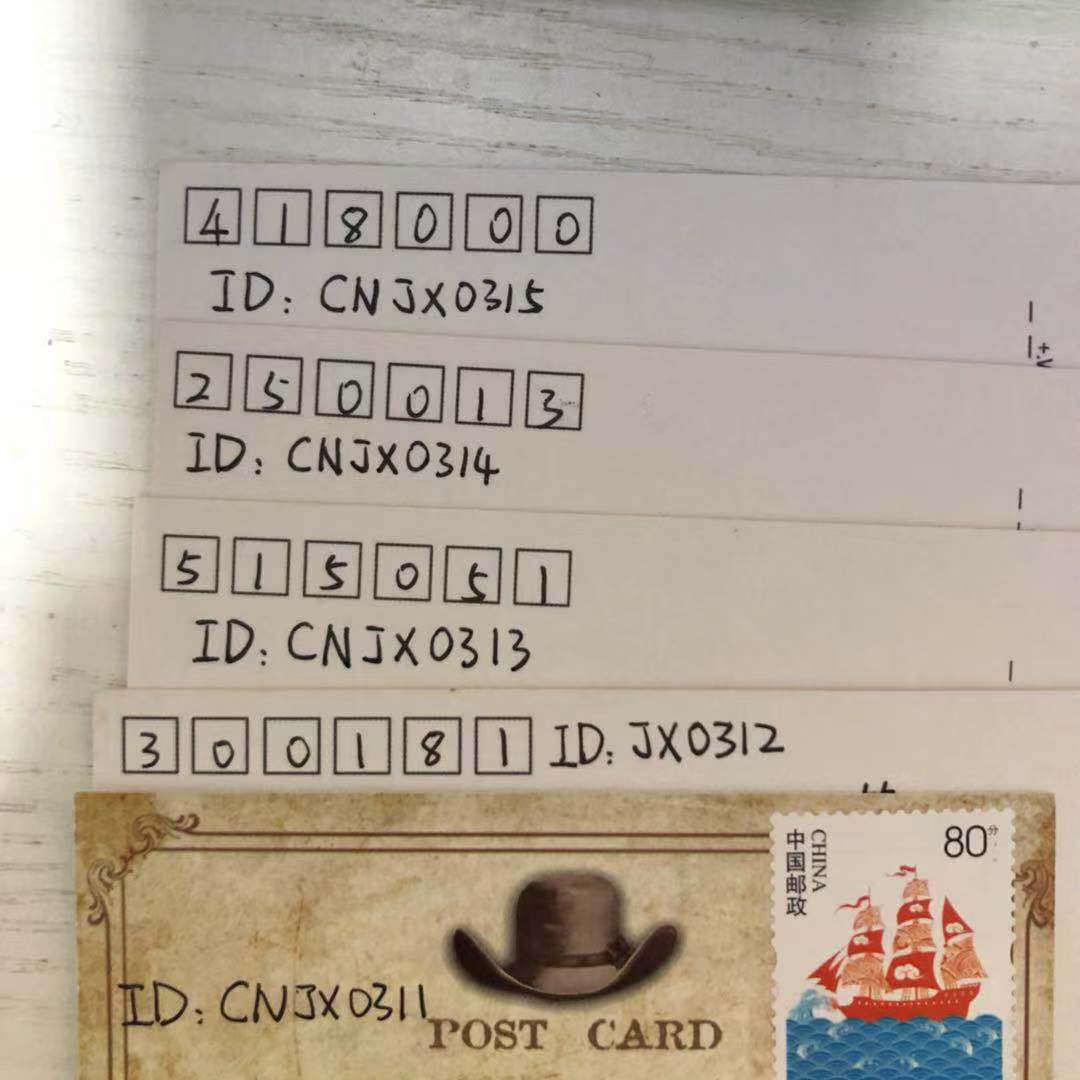 418000
ID: CNJX0315
250013
ID: CNJX0314
515051
ID: CNJX0313
300181 ID: JX0312
中国邮政
CHINA
80分
ID: CNJX0311
POST CARD